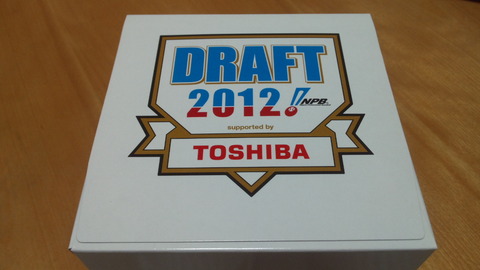 DRAFT
2012 NPB
supported by
TOSHIBA